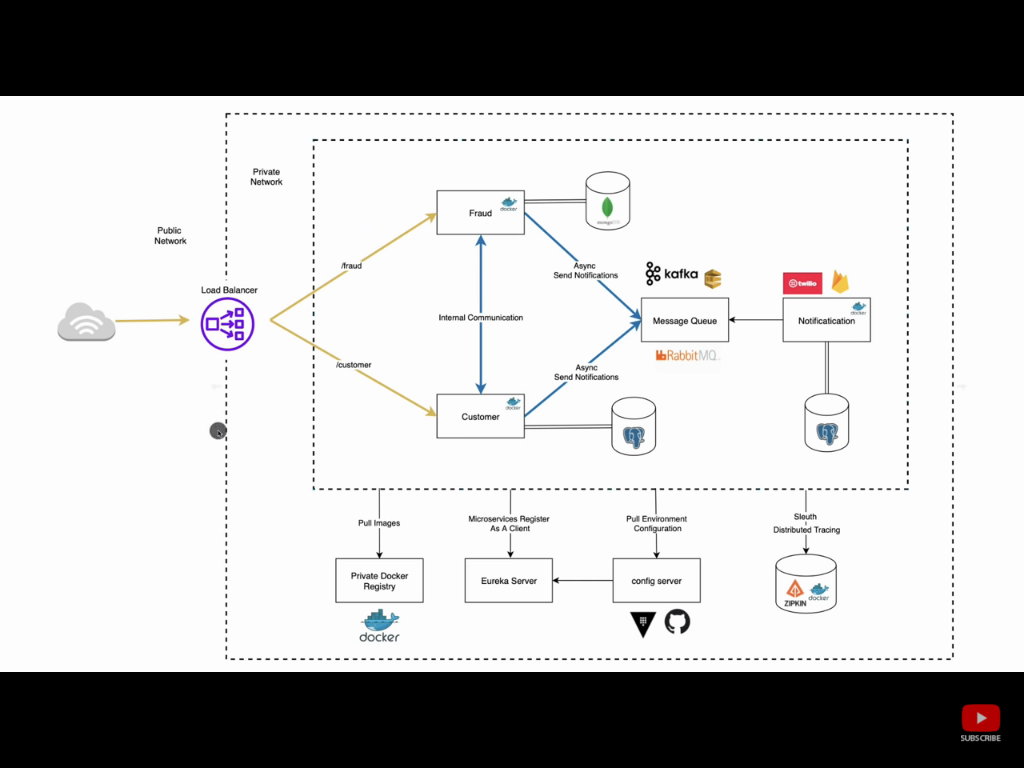 Private
Network
Public
Network
Load Balancer
/fraud
/customer
Fraud
docker
Internal Communication
Customer
docker
Async
Send Notifications
Async
Send Notifications
kafka
Message Queue
RabbitMQ
twilio
docker
Notificatication
Pull Images
Microservices Register
As A Client
Pull Environment
Configuration
Sleuth
Distributed Tracing
Private Docker
Registry
docker
Eureka Server
config server
ZIPKIN
docker
SUBSCRIBE